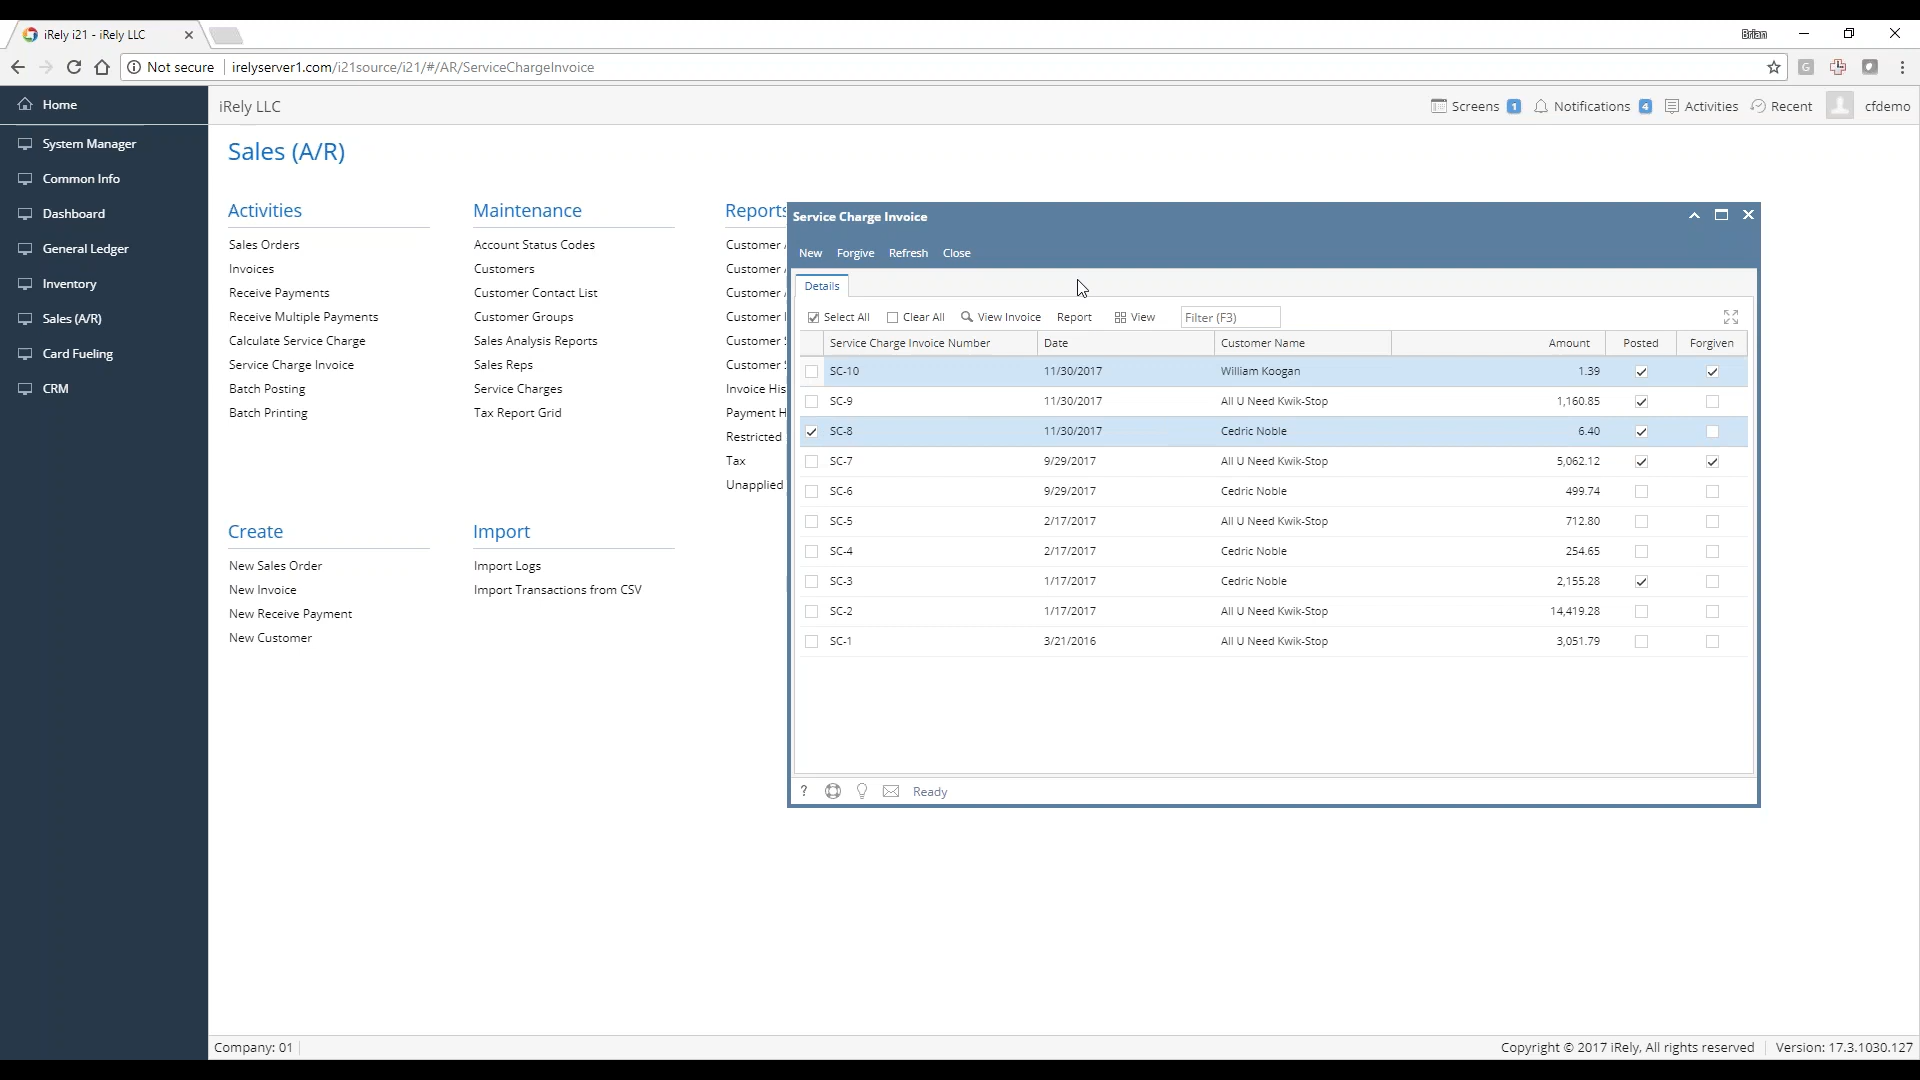 iRely i21 - iRely LLC
Brian
Not secure irelyserver1.com/i21source/i21/#/AR/ServiceChargeInvoice
Home
iRely LLC
Screens 1 Notifications 4 Activities Recent cfdemo
System Manager
Common Info
Dashboard
General Ledger
Inventory
Sales (A/R)
Card Fueling
CRM
Sales (A/R)
Activities
Sales Orders
Invoices
Receive Payments
Receive Multiple Payments
Calculate Service Charge
Service Charge Invoice
Batch Posting
Batch Printing
Maintenance
Account Status Codes
Customers
Customer Contact List
Customer Groups
Sales Analysis Reports
Sales Reps
Service Charges
Tax Report Grid
Reports
Customer
Customer
Customer
Customer
Customer
Customer
Invoice His
Payment H
Restricted
Tax
Unapplied
Create
New Sales Order
New Invoice
New Receive Payment
New Customer
Import
Import Logs
Import Transactions from CSV
Service Charge Invoice
New Forgive Refresh Close
Details
Select All Clear All View Invoice Report View Filter (F3)
Service Charge Invoice Number Date Customer Name Amount Posted Forgiven
SC-10 11/30/2017 William Koogan 1.39
SC-9 11/30/2017 All U Need Kwik-Stop 1,160.85
SC-8 11/30/2017 Cedric Noble 6.40
SC-7 9/29/2017 All U Need Kwik-Stop 5,062.12
SC-6 9/29/2017 Cedric Noble 499.74
SC-5 2/17/2017 All U Need Kwik-Stop 712.80
SC-4 2/17/2017 Cedric Noble 254.65
SC-3 1/17/2017 Cedric Noble 2,155.28
SC-2 1/17/2017 All U Need Kwik-Stop 14,419.28
SC-1 3/21/2016 All U Need Kwik-Stop 3,051.79
? Ready
Company: 01
Copyright © 2017 iRely, All rights reserved Version: 17.3.1030.127